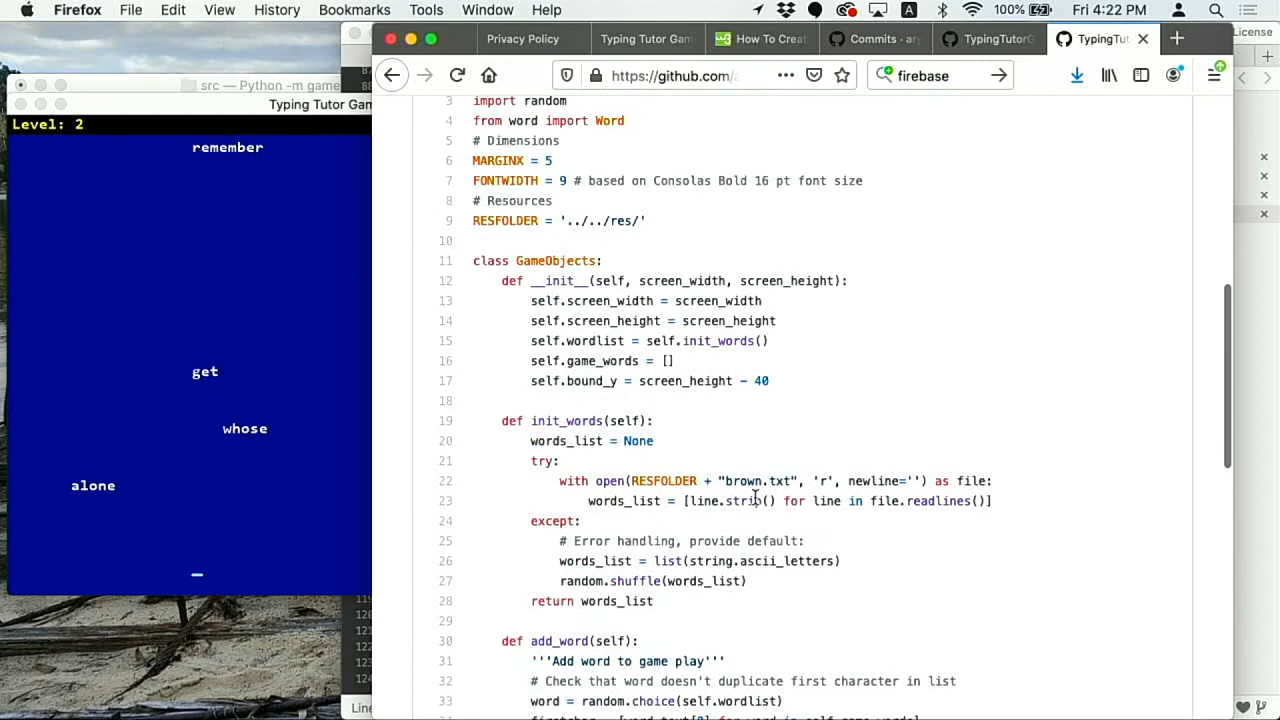 Firefox File Edit View History Bookmarks Tools Window Help 100% Fri 4:22 PM
Privacy Policy Typing Tutor Gam How To Creat Commits - ary TypingTutorG TypingTut License
https://github.com/ firebase
src — Python -m game
Typing Tutor Gam
Level: 2
remember
get
whose
alone
3 import random
4 from word import Word
5 # Dimensions
6 MARGINX = 5
7 FONTWIDTH = 9 # based on Consolas Bold 16 pt font size
8 # Resources
9 RESFOLDER = '../../res/'
10
11 class GameObjects:
12 def __init__(self, screen_width, screen_height):
13 self.screen_width = screen_width
14 self.screen_height = screen_height
15 self.wordlist = self.init_words()
16 self.game_words = []
17 self.bound_y = screen_height - 40
18
19 def init_words(self):
20 words_list = None
21 try:
22 with open(RESFOLDER + "brown.txt", 'r', newline='') as file:
23 words_list = [line.strip() for line in file.readlines()]
24 except:
25 # Error handling, provide default:
26 words_list = list(string.ascii_letters)
27 random.shuffle(words_list)
28 return words_list
29
30 def add_word(self):
31 '''Add word to game play'''
32 # Check that word doesn't duplicate first character in list
33 word = random.choice(self.wordlist)
Line